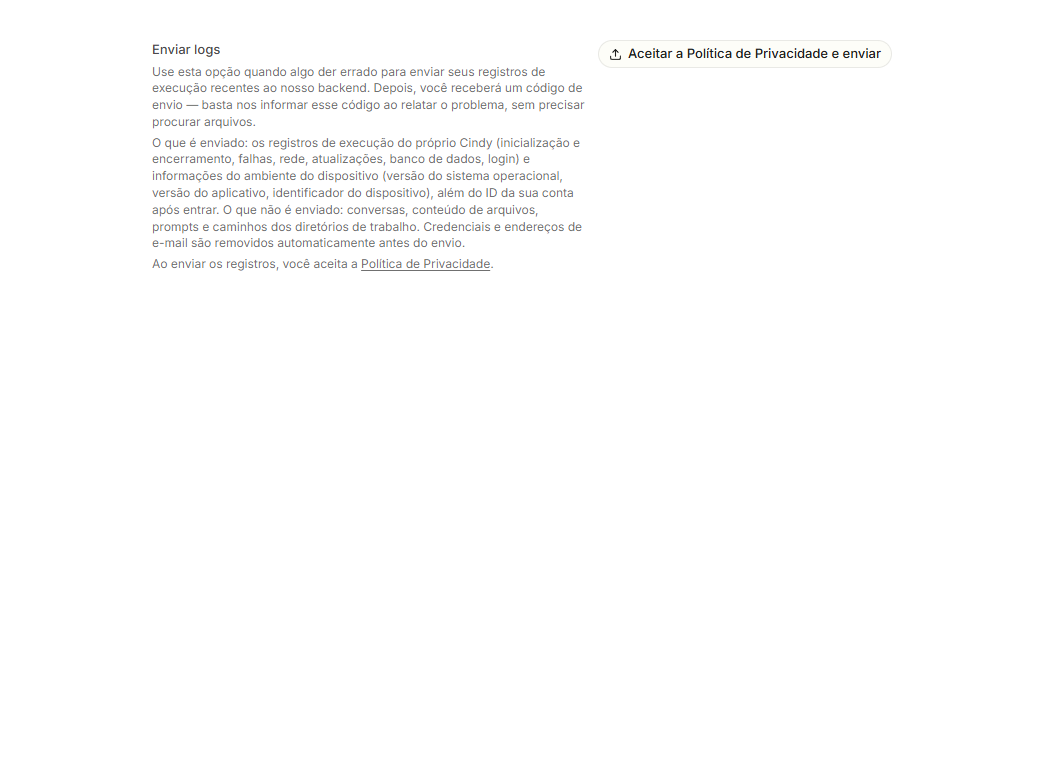 Enviar logs
Aceitar a Política de Privacidade e enviar
Use esta opção quando algo der errado para enviar seus registros de
execução recentes ao nosso backend. Depois, você receberá um código de
envio — basta nos informar esse código ao relatar o problema, sem precisar
procurar arquivos.
O que é enviado: os registros de execução do próprio Cindy (inicialização e
encerramento, falhas, rede, atualizações, banco de dados, login) e
informações do ambiente do dispositivo (versão do sistema operacional,
versão do aplicativo, identificador do dispositivo), além do ID da sua conta
após entrar. O que não é enviado: conversas, conteúdo de arquivos,
prompts e caminhos dos diretórios de trabalho. Credenciais e endereços de
e-mail são removidos automaticamente antes do envio.
Ao enviar os registros, você aceita a Política de Privacidade.